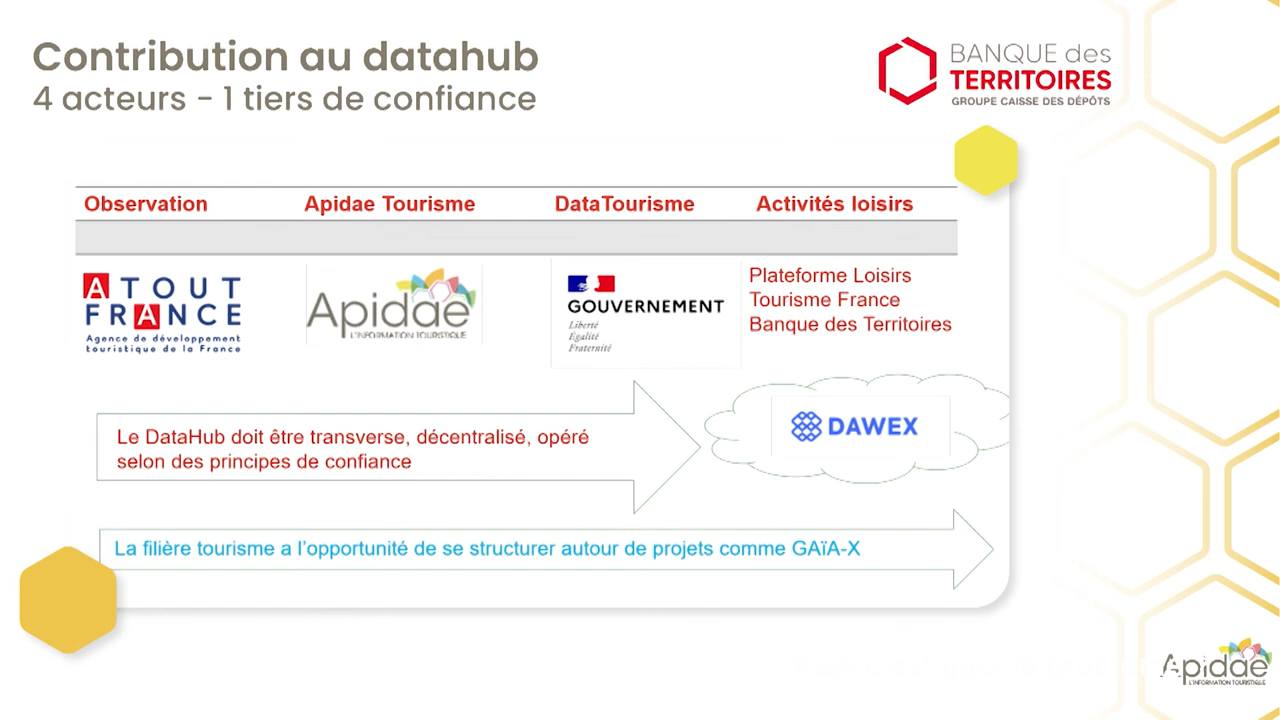 Contribution au datahub
4 acteurs - 1 tiers de confiance
BANQUE des
TERRITOIRES
GROUPE CAISSE DES DÉPÔTS
Observation Apidae Tourisme DataTourisme Activités loisirs
ATOUT
FRANCE
Agence de développement
touristique de la France
Apidae
L'INFORMATION TOURISTIQUE
GOUVERNEMENT
Liberté
Égalité
Fraternité
Plateforme Loisirs
Tourisme France
Banque des Territoires
Le DataHub doit être transverse, décentralisé, opéré
selon des principes de confiance
DAWEX
La filière tourisme a l'opportunité de se structurer autour de projets comme GAïA-X
Apidae
L'INFORMATION TOURISTIQUE